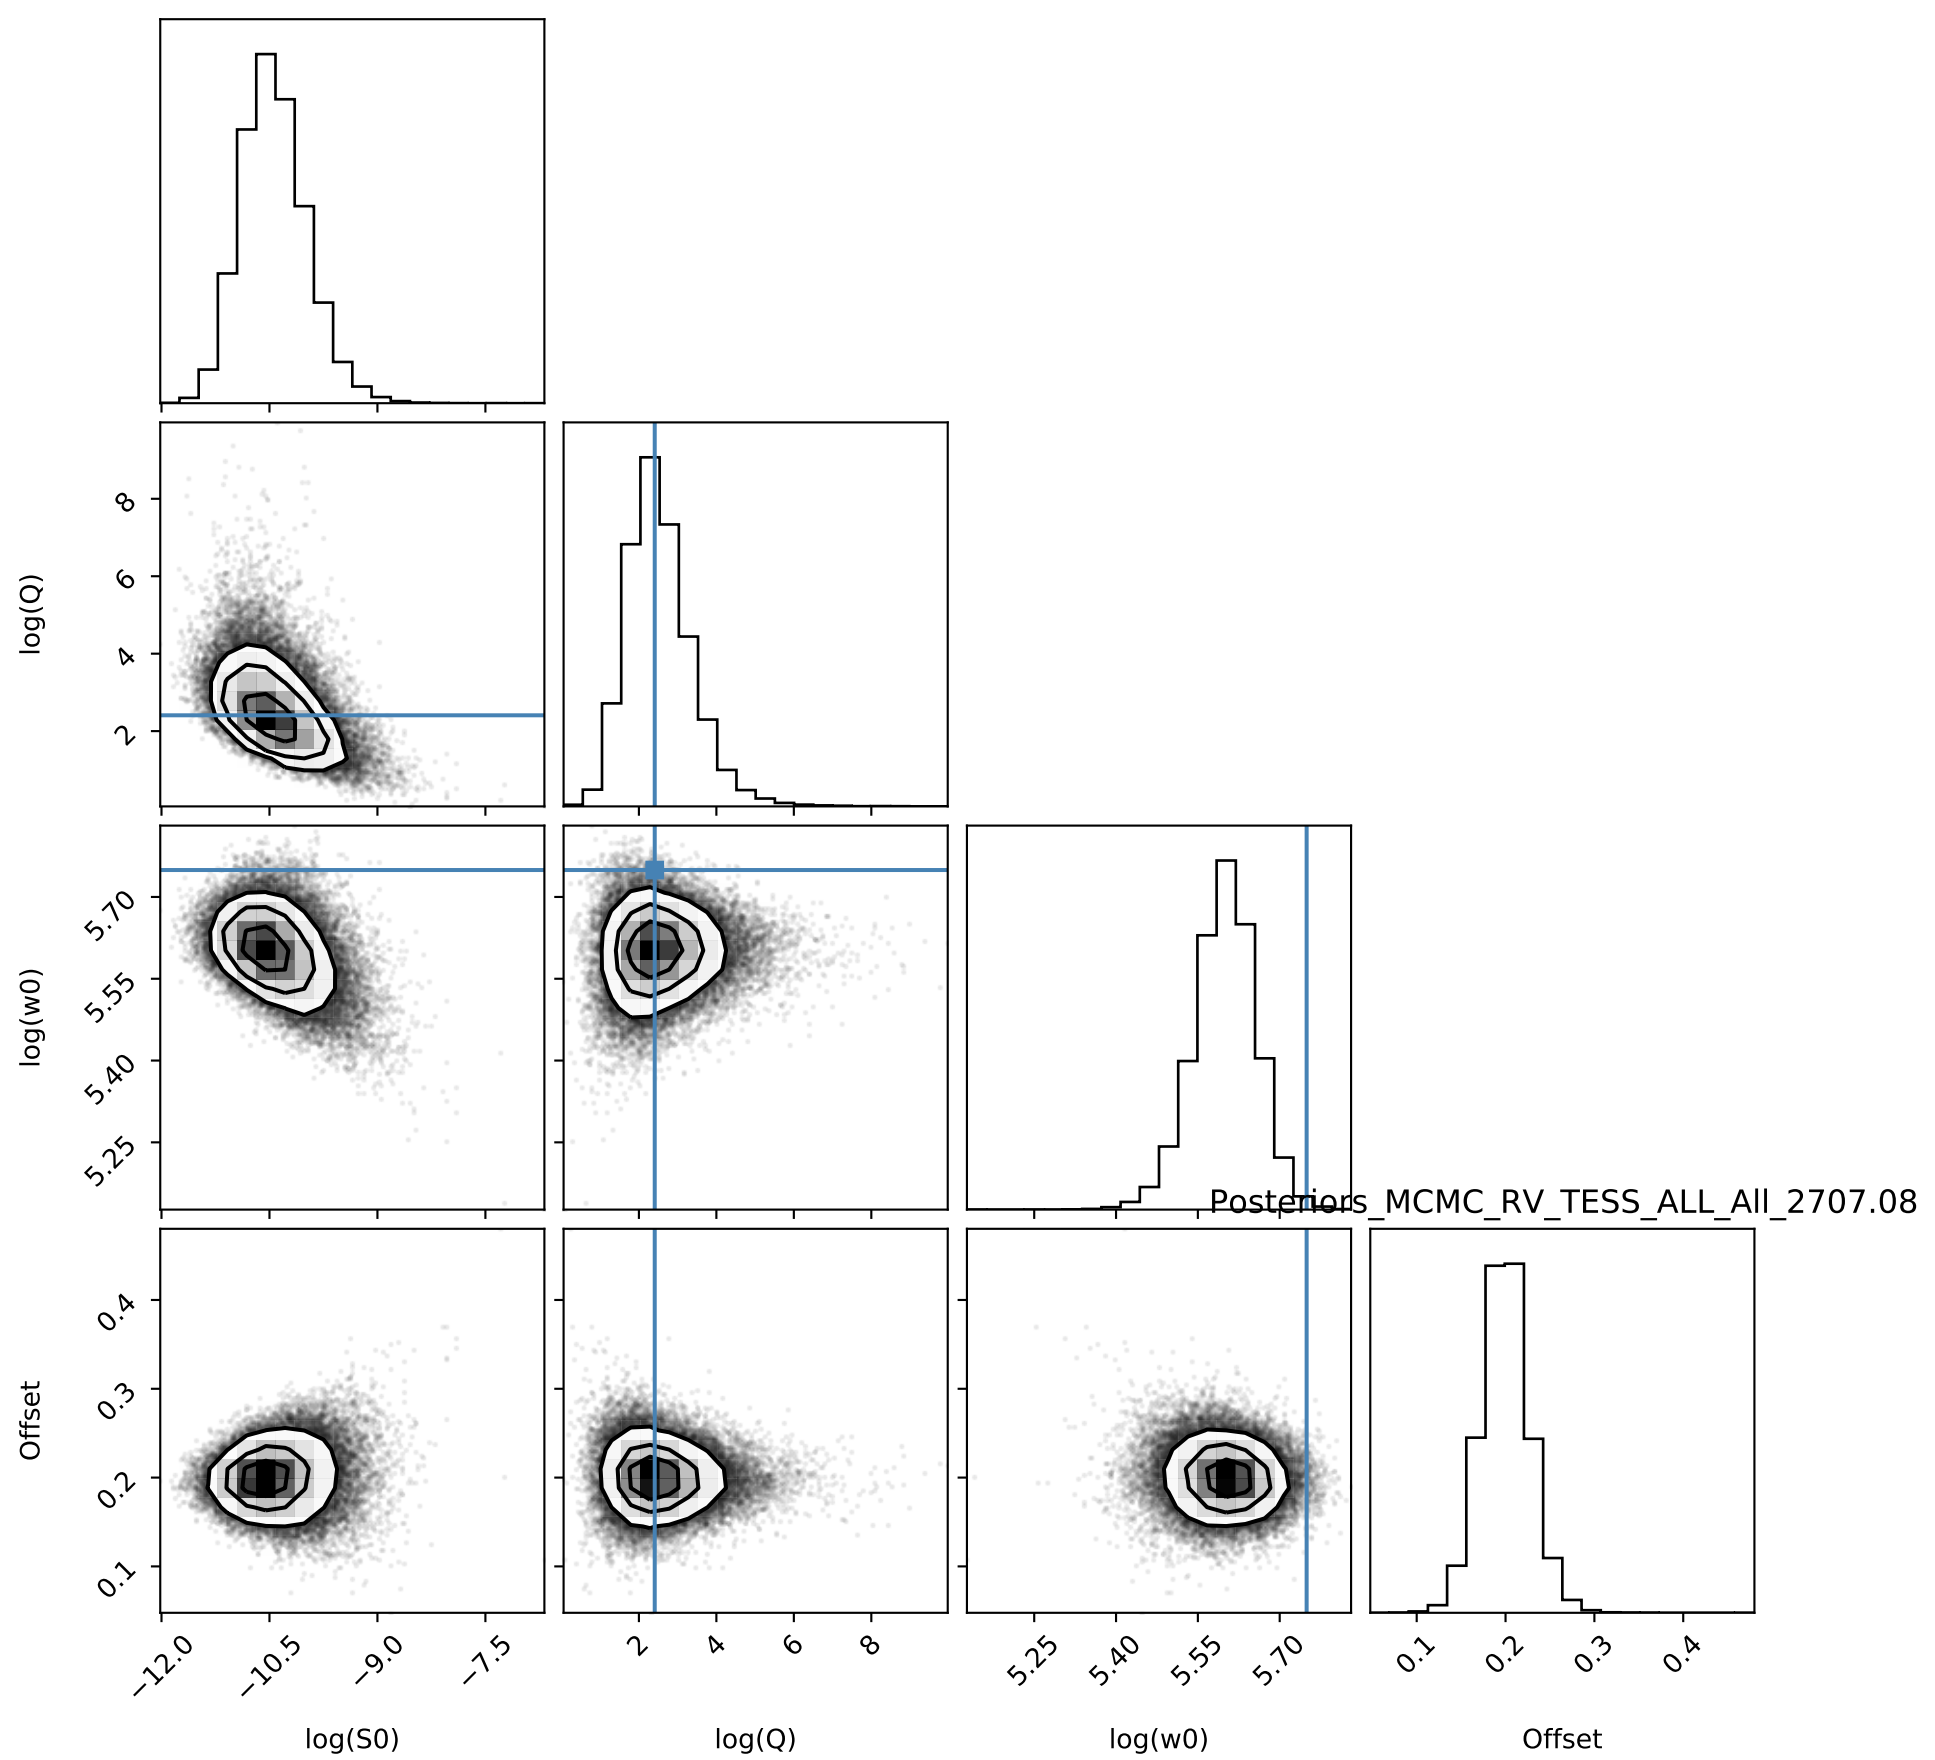 log(Q)
8
6
4
2
log(w0)
5.70
5.55
5.40
5.25
Posteriors_MCMC_RV_TESS_ALL_All_2707.08
Offset
0.4
0.3
0.2
0.1
−12.0 −10.5 −9.0 −7.5 2 4 6 8 5.25 5.40 5.55 5.70 0.1 0.2 0.3 0.4
log(S0) log(Q) log(w0) Offset